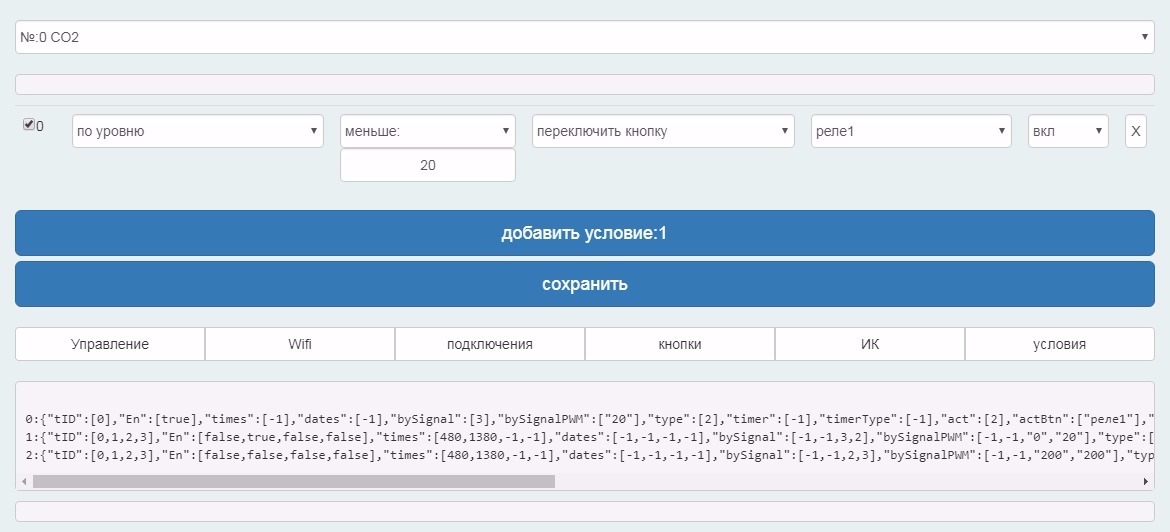 №:0 CO2
0 по уровню меньше: переключить кнопку реле1 вкл X
20
добавить условие:1
сохранить
Управление Wifi подключения кнопки ИК условия
0:{"tID":[0],"En":[true],"times":[-1],"dates":[-1],"bySignal":[3],"bySignalPWM":["20"],"type":[2],"timer":[-1],"timerType":[-1],"act":[2],"actBtn":["реле1"],"
1:{"tID":[0,1,2,3],"En":[false,true,false,false],"times":[480,1380,-1,-1],"dates":[-1,-1,-1,-1],"bySignal":[-1,-1,3,2],"bySignalPWM":[-1,-1,"0","20"],"type":[
2:{"tID":[0,1,2,3],"En":[false,false,false,false],"times":[480,1380,-1,-1],"dates":[-1,-1,-1,-1],"bySignal":[-1,-1,2,3],"bySignalPWM":[-1,-1,"200","200"],"typ